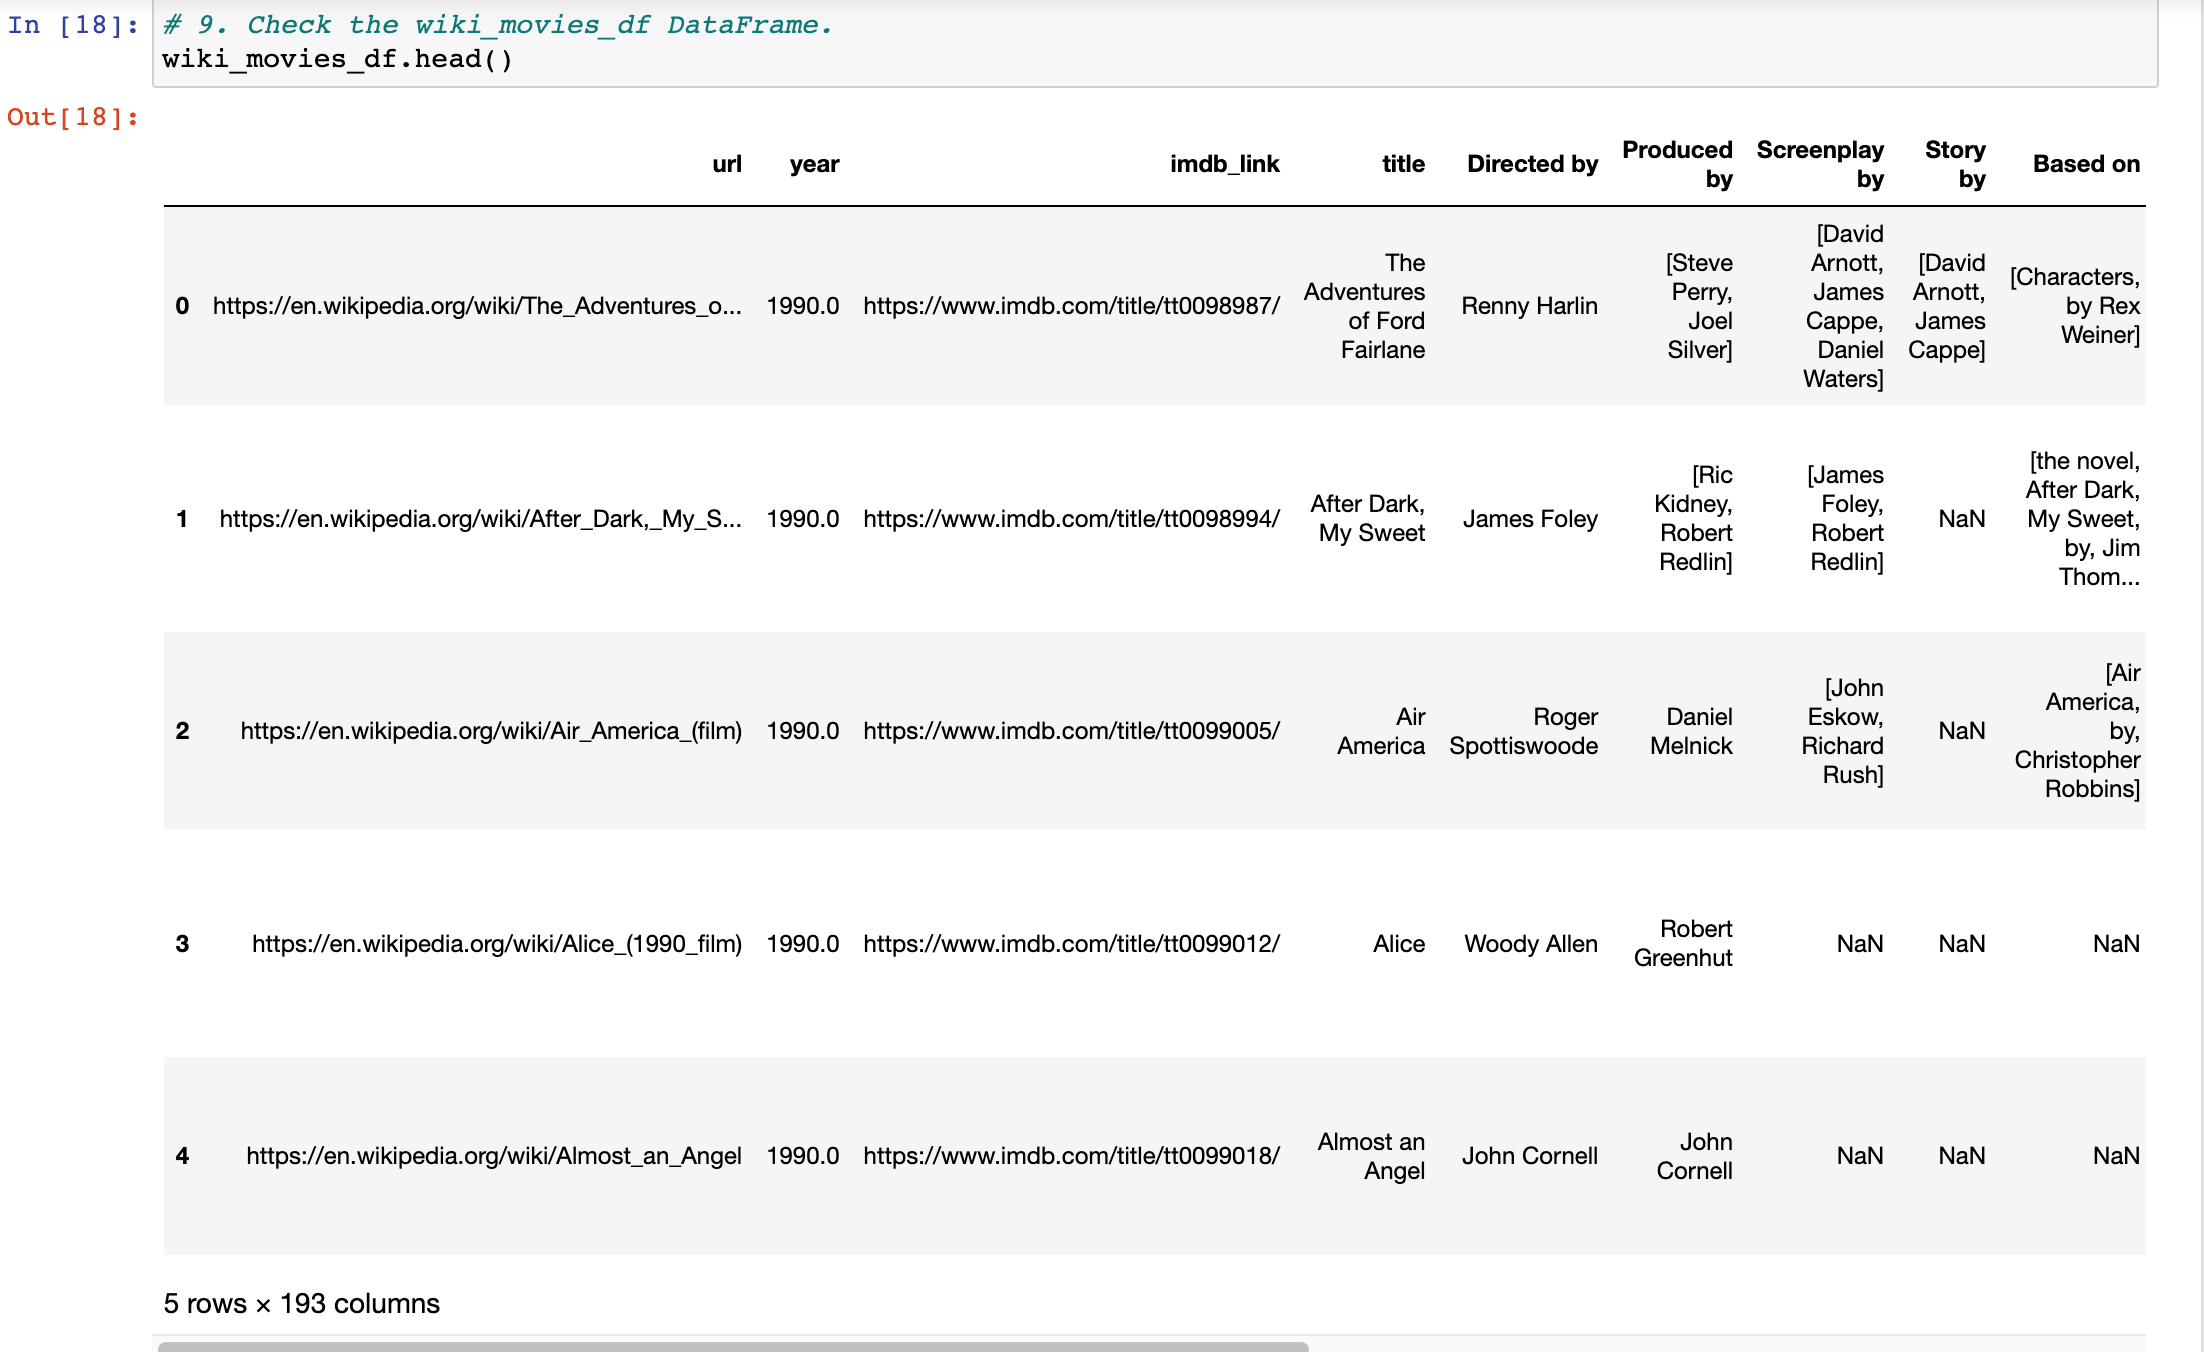 In [18]: # 9. Check the wiki_movies_df DataFrame.
wiki_movies_df.head()
Out[18]:
url year imdb_link title Directed by Produced by Screenplay by Story by Based on
0 https://en.wikipedia.org/wiki/The_Adventures_o... 1990.0 https://www.imdb.com/title/tt0098987/ The Adventures of Ford Fairlane Renny Harlin [Steve Perry, Joel Silver] [David Arnott, James Cappe, Daniel Waters] [David Arnott, James Cappe] [Characters, by Rex Weiner]
1 https://en.wikipedia.org/wiki/After_Dark,_My_S... 1990.0 https://www.imdb.com/title/tt0098994/ After Dark, My Sweet James Foley [Ric Kidney, Robert Redlin] [James Foley, Robert Redlin] NaN [the novel, After Dark, My Sweet, by, Jim Thom...
2 https://en.wikipedia.org/wiki/Air_America_(film) 1990.0 https://www.imdb.com/title/tt0099005/ Air America Roger Spottiswoode Daniel Melnick [John Eskow, Richard Rush] NaN [Air America, by, Christopher Robbins]
3 https://en.wikipedia.org/wiki/Alice_(1990_film) 1990.0 https://www.imdb.com/title/tt0099012/ Alice Woody Allen Robert Greenhut NaN NaN NaN
4 https://en.wikipedia.org/wiki/Almost_an_Angel 1990.0 https://www.imdb.com/title/tt0099018/ Almost an Angel John Cornell John Cornell NaN NaN NaN
5 rows × 193 columns